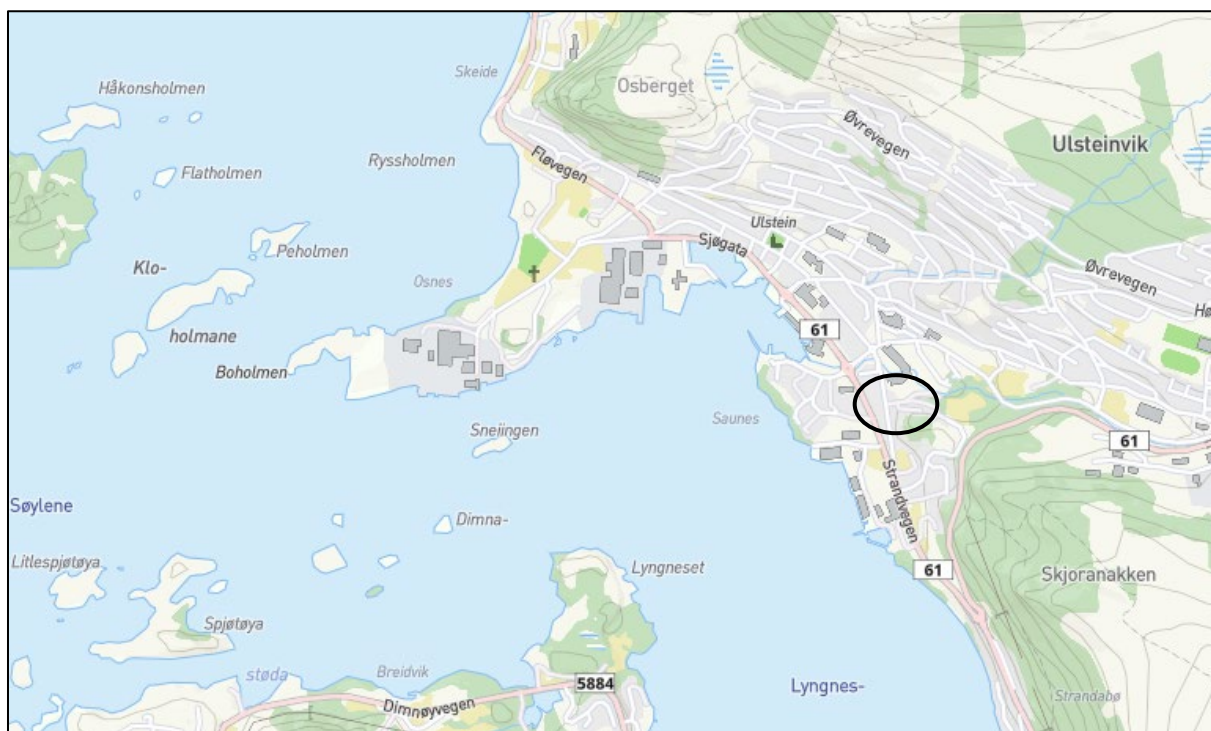 Skeide
Osberget
Håkonsholmen
Øvrevegen
Ulsteinvik
Ryssholmen
Fløvegen
Flatholmen
Ulstein
Sjøgata
Peholmen
Klo-
Osnes
Øvrevegen
Hø
holmane
61
Boholmen
Saunes
Sneiingen
61
Strandvegen
Søylene
Dimna-
Litlespjøtøya
Lyngneset
61
Skjoranakken
Spjøtøya
støda
Breidvik
5884
Lyngnes-
Dimnøyvegen
Strandabø